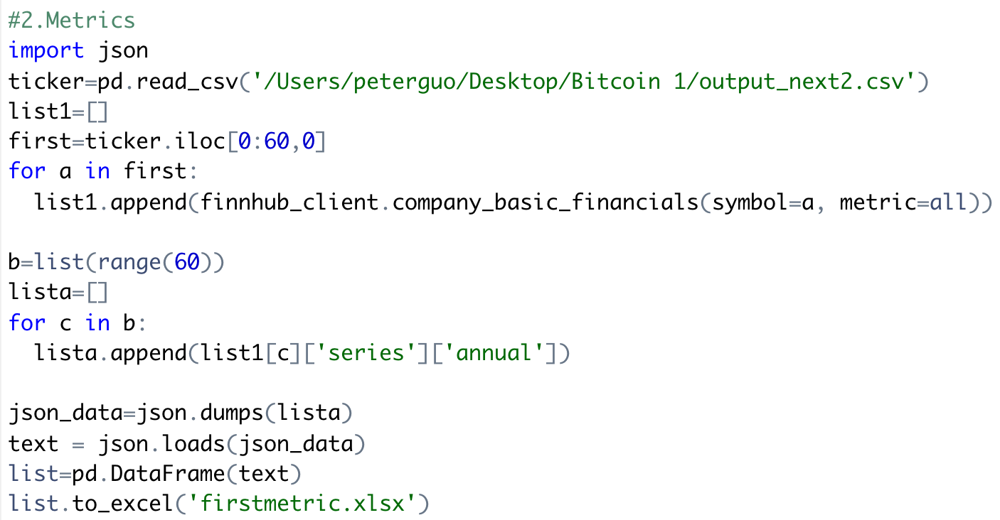 #2.Metrics
import json
ticker=pd.read_csv('/Users/peterguo/Desktop/Bitcoin 1/output_next2.csv')
list1=[]
first=ticker.iloc[0:60,0]
for a in first:
  list1.append(finnhub_client.company_basic_financials(symbol=a, metric=all))

b=list(range(60))
lista=[]
for c in b:
  lista.append(list1[c]['series']['annual'])

json_data=json.dumps(lista)
text = json.loads(json_data)
list=pd.DataFrame(text)
list.to_excel('firstmetric.xlsx')